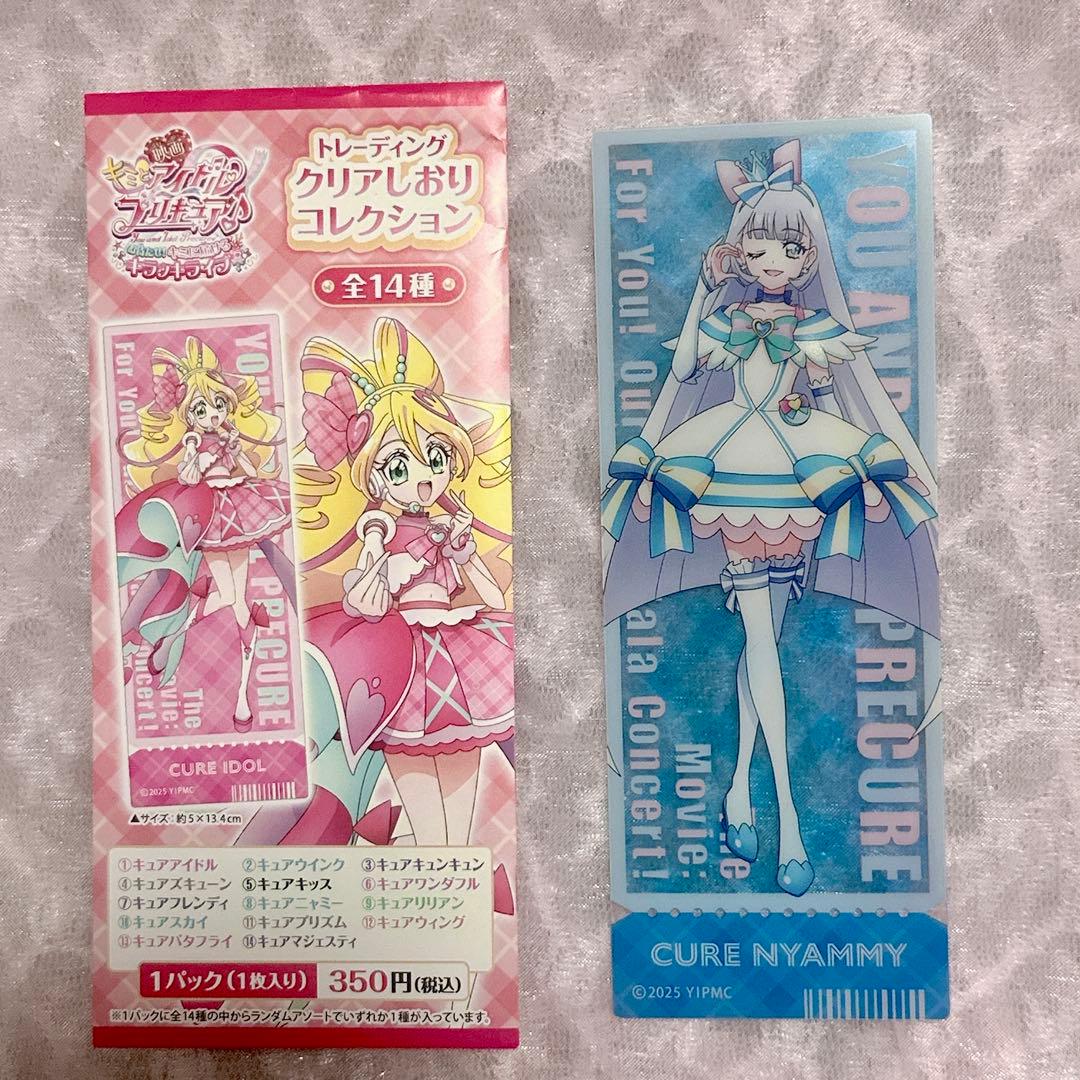 映画
キミとアイドル
プリキュア♪
You and Idol Precure
お待たせ!キミに届ける
キラッキライブ
トレーディング
クリアしおり
コレクション
全14種
YOU
For You
L PRECURE
The
Movie:
Concert!
CURE IDOL
©2025 YIPMC
▲サイズ:約5×13.4cm
①キュアアイドル ②キュアウインク ③キュアキュンキュン
④キュアズキューン ⑤キュアキッス ⑥キュアワンダフル
⑦キュアフレンディ ⑧キュアニャミー ⑨キュアリリアン
⑩キュアスカイ ⑪キュアプリズム ⑫キュアウィング
⑬キュアバタフライ ⑭キュアマジェスティ
1パック(1枚入り) 350円(税込)
※1パックに全14種の中からランダムアソートでいずれか1種が入っています。
YOU AND
PRECURE
For You! Our
ala Concert!
Movie:
CURE NYAMMY
©2025 YIPMC